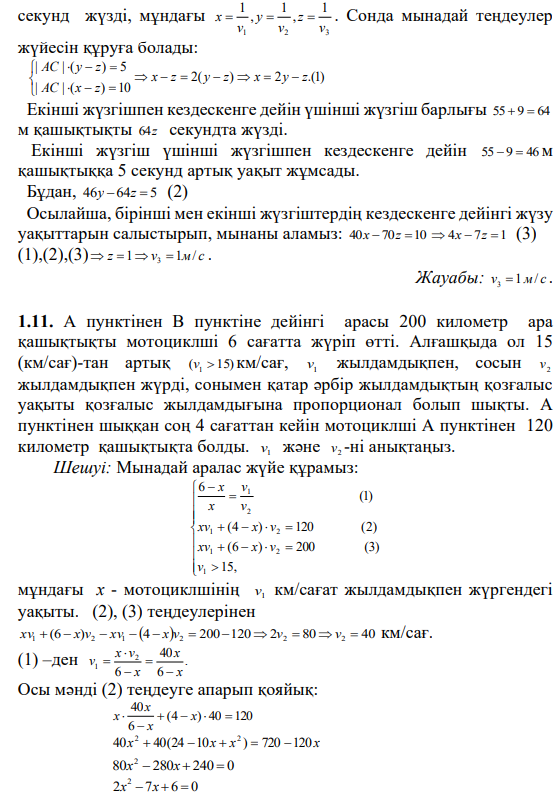 секунд жүзді, мұндағы x = 1/v₁, y = 1/v₂, z = 1/v₃. Сонда мынадай теңдеулер
жүйесін құруға болады:
{ | AC |·(y − z) = 5
| AC |·(x − z) = 10 ⇒ x − z = 2(y − z) ⇒ x = 2y − z.(1)
Екінші жүзгішпен кездескенге дейін үшінші жүзгіш барлығы 55 + 9 = 64
м қашықтықты 64z секундта жүзді.
Екінші жүзгіш үшінші жүзгішпен кездескенге дейін 55 − 9 = 46 м
қашықтыққа 5 секунд артық уақыт жұмсады.
Бұдан, 46y − 64z = 5 (2)
Осылайша, бірінші мен екінші жүзгіштердің кездескенге дейінгі жүзу
уақыттарын салыстырып, мынаны аламыз: 40x − 70z = 10 ⇒ 4x − 7z = 1 (3)
(1),(2),(3) ⇒ z = 1 ⇒ v₃ = 1м/с.
Жауабы: v₃ = 1м/с.
1.11. А пунктінен В пунктіне дейінгі арасы 200 километр ара
қашықтықты мотоциклші 6 сағатта жүріп өтті. Алғашқыда ол 15
(км/сағ)-тан артық (v₁ > 15) км/сағ, v₁ жылдамдықпен, сосын v₂
жылдамдықпен жүрді, сонымен қатар әрбір жылдамдықтың қозғалыс
уақыты қозғалыс жылдамдығына пропорционал болып шықты. А
пунктінен шыққан соң 4 сағаттан кейін мотоциклші А пунктінен 120
километр қашықтықта болды. v₁ және v₂-ні анықтаңыз.
Шешуі: Мынадай аралас жүйе құрамыз:
{ (6 − x)/x = v₁/v₂ (1)
xv₁ + (4 − x)·v₂ = 120 (2)
xv₁ + (6 − x)·v₂ = 200 (3)
v₁ > 15,
мұндағы x - мотоциклшінің v₁ км/сағат жылдамдықпен жүргендегі
уақыты. (2), (3) теңдеулерінен
xv₁ + (6 − x)v₂ − xv₁ − (4 − x)v₂ = 200 − 120 ⇒ 2v₂ = 80 ⇒ v₂ = 40 км/сағ.
(1) –ден v₁ = x·v₂/(6 − x) = 40x/(6 − x).
Осы мәнді (2) теңдеуге апарып қояйық:
x · 40x/(6 − x) + (4 − x)·40 = 120
40x² + 40(24 − 10x + x²) = 720 − 120x
80x² − 280x + 240 = 0
2x² − 7x + 6 = 0